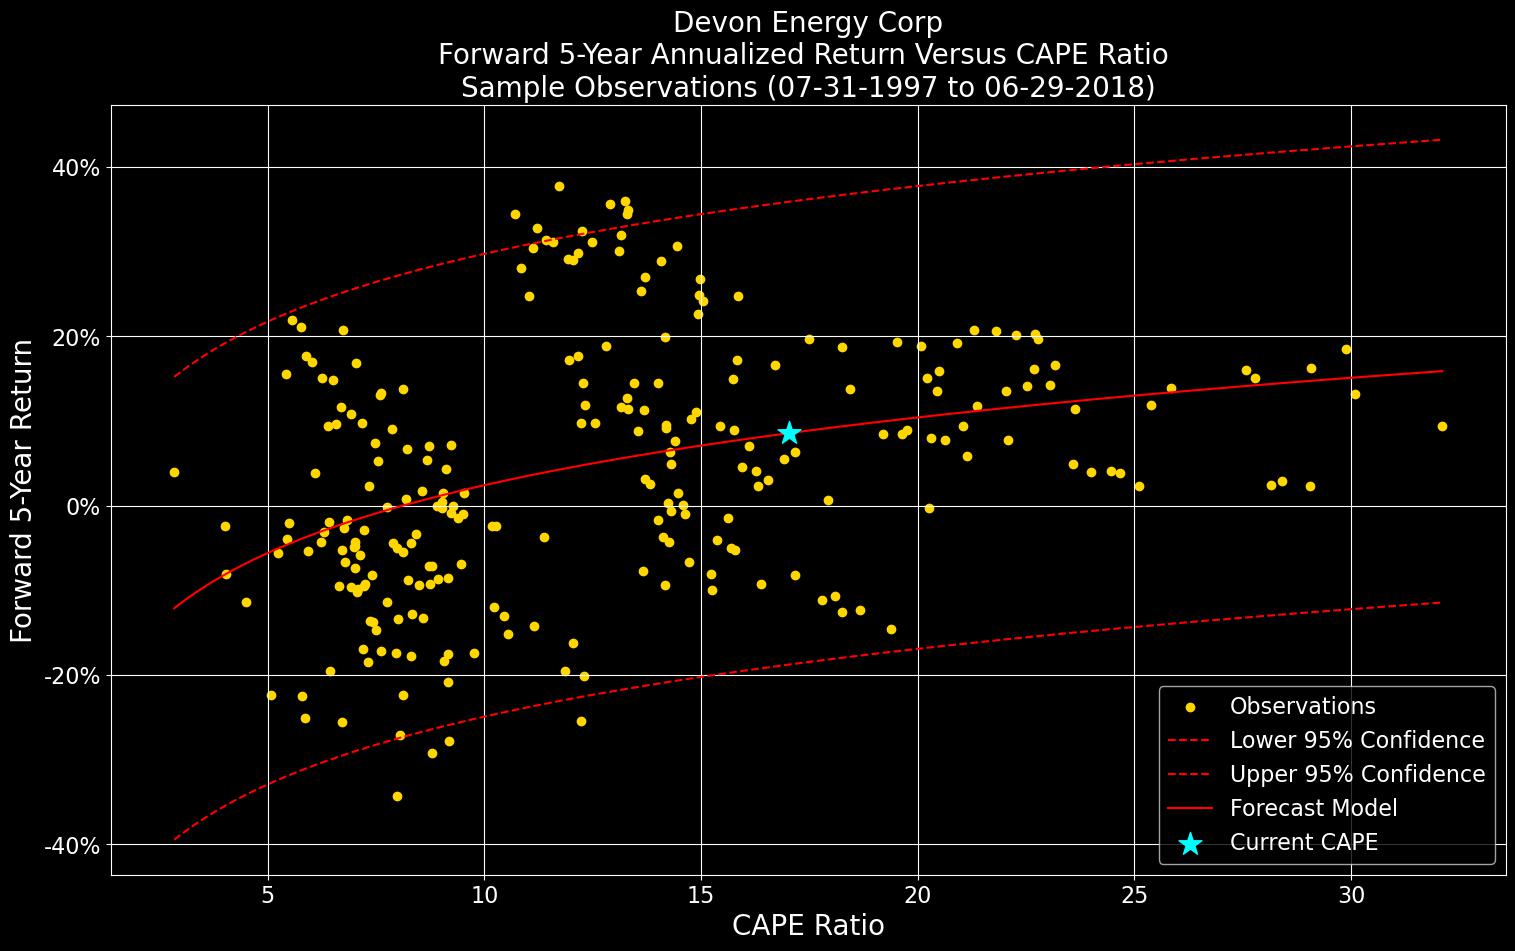 Devon Energy Corp
Forward 5-Year Annualized Return Versus CAPE Ratio
Sample Observations (07-31-1997 to 06-29-2018)
Forward 5-Year Return
40%
20%
0%
-20%
-40%
Observations
Lower 95% Confidence
Upper 95% Confidence
Forecast Model
Current CAPE
5 10 15 20 25 30
CAPE Ratio